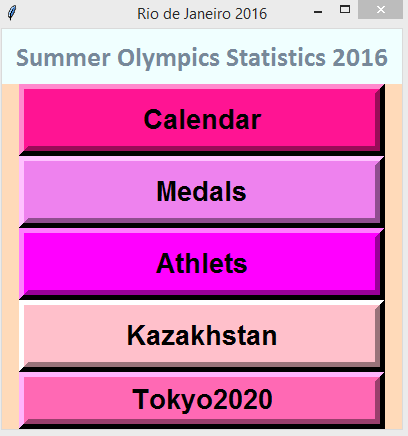 Rio de Janeiro 2016
Summer Olympics Statistics 2016
Calendar
Medals
Athlets
Kazakhstan
Tokyo2020